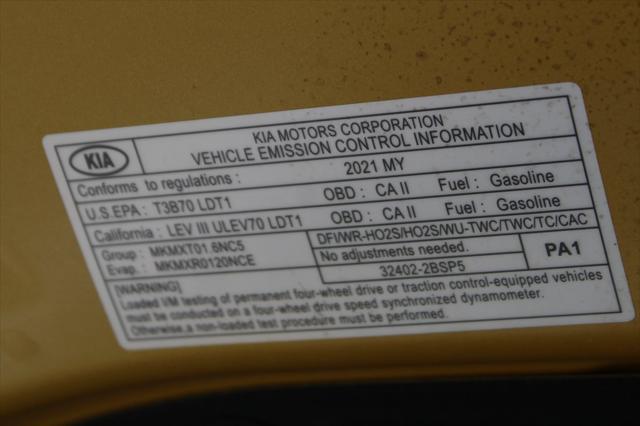 KIA
KIA MOTORS CORPORATION
VEHICLE EMISSION CONTROL INFORMATION
Conforms to regulations : 2021 MY
U.S.EPA : T3B70 LDT1 OBD : CA II Fuel : Gasoline
California : LEV III ULEV70 LDT1 OBD : CA II Fuel : Gasoline
Group : MKMXT01.6NC5
Evap. : MKMXR0120NCE
DFI/WR-HO2S/HO2S/WU-TWC/TWC/TC/CAC
No adjustments needed.
32402-2BSP5
PA1
[WARNING]
Loaded I/M testing of permanent four-wheel drive or traction control-equipped vehicles
must be conducted on a four-wheel drive speed synchronized dynamometer.
Otherwise,a non-loaded test procedure must be performed.